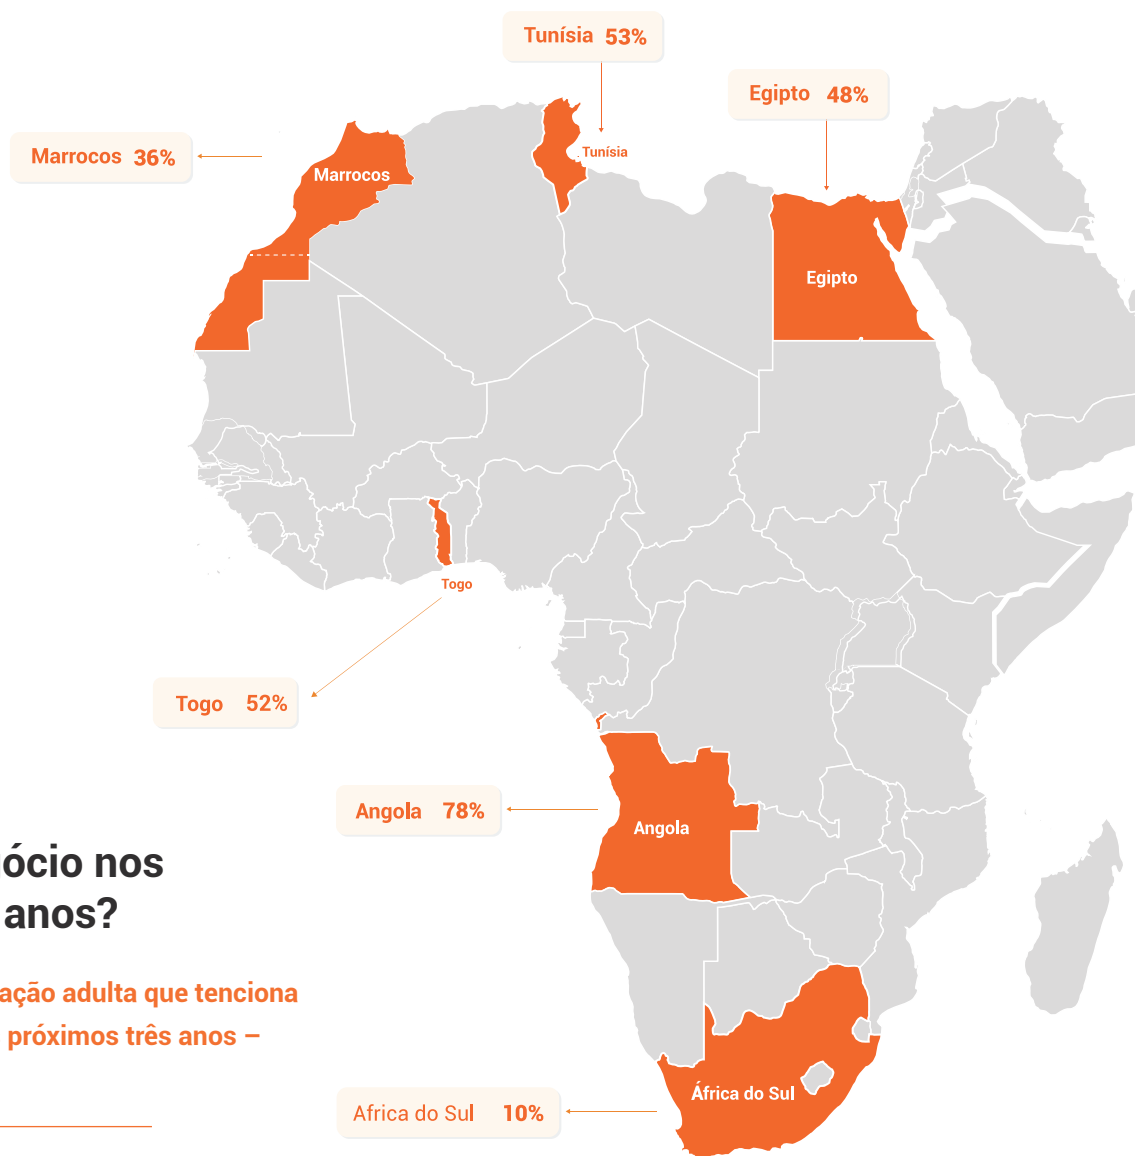 Tunísia 53%
Egipto 48%
Marrocos 36%
Tunísia
Marrocos
Egipto
Togo
Togo 52%
Angola 78%
Angola
ócio nos
anos?
ação adulta que tenciona
próximos três anos –
África do Sul
Africa do Sul 10%